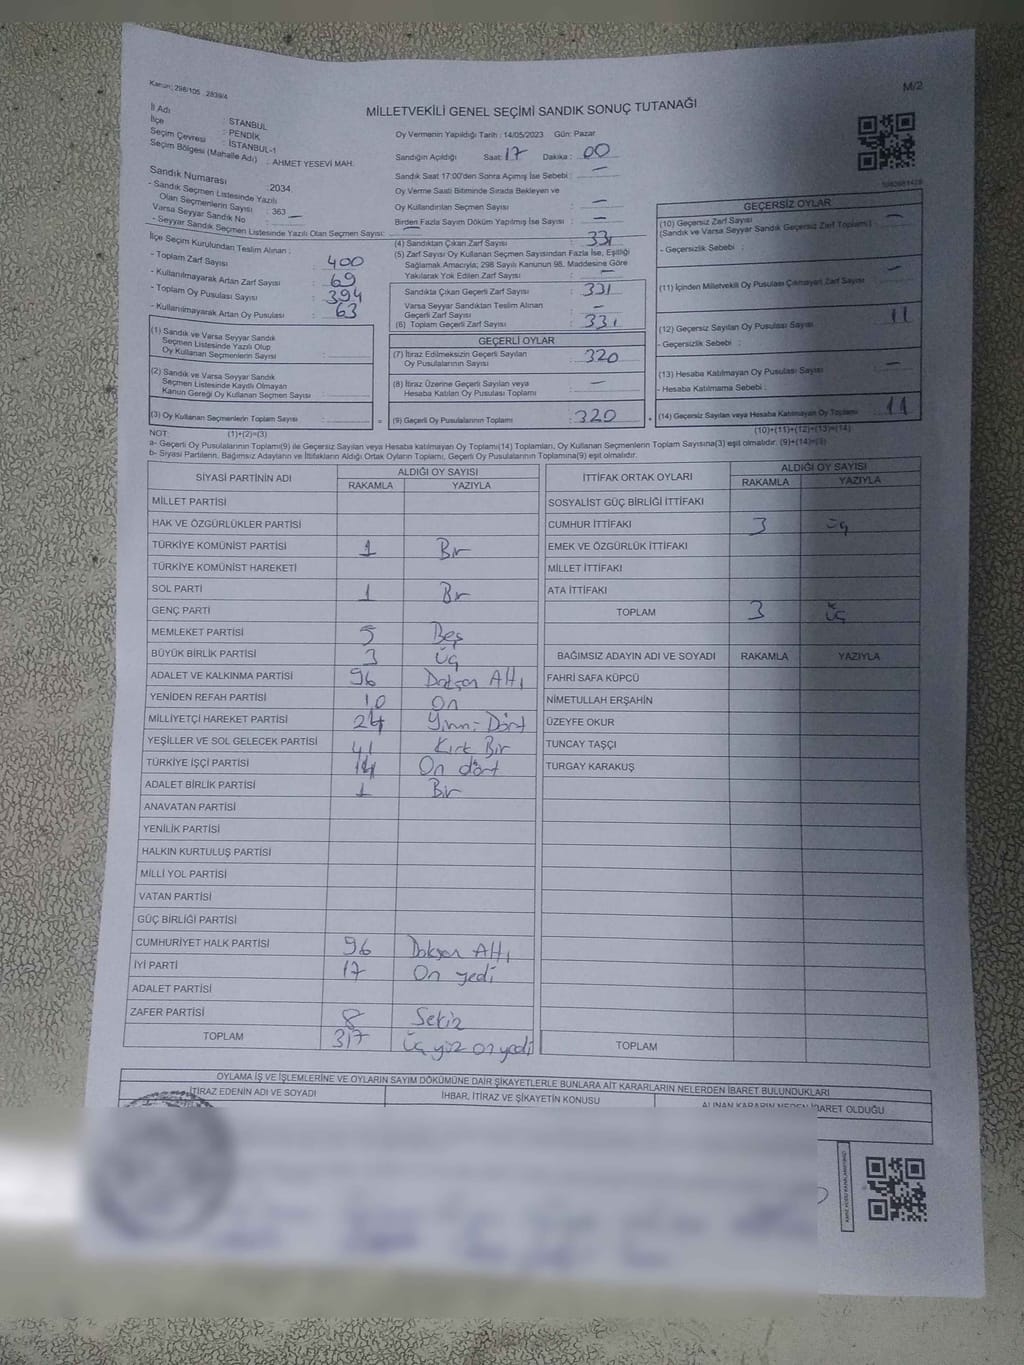 Kanun: 298/105 , 2839/4
M/2
MİLLETVEKİLİ GENEL SEÇİMİ SANDIK SONUÇ TUTANAĞI
İl Adı : STANBUL
İlçe : PENDİK
Seçim Çevresi : İSTANBUL-1
Seçim Bölgesi (Mahalle Adı) : AHMET YESEVİ MAH.
Sandık Numarası :2034
- Sandık Seçmen Listesinde Yazılı
Olan Seçmenlerin Sayısı : 363
Varsa Seyyar Sandık No :
- Seyyar Sandık Seçmen Listesinde Yazılı Olan Seçmen Sayısı: —
İlçe Seçim Kurulundan Teslim Alınan :
- Toplam Zarf Sayısı : 400
- Kullanılmayarak Artan Zarf Sayısı : 69
- Toplam Oy Pusulası Sayısı : 394
- Kullanılmayarak Artan Oy Pusulası : 63
(1) Sandık ve Varsa Seyyar Sandık
Seçmen Listesinde Yazılı Olup
Oy Kullanan Seçmenlerin Sayısı :
(2) Sandık ve Varsa Seyyar Sandık
Seçmen Listesinde Kayıtlı Olmayan
Kanun Gereği Oy Kullanan Seçmen Sayısı :
(3) Oy Kullanan Seçmenlerin Toplam Sayısı :
(1)+(2)=(3)
Oy Vermenin Yapıldığı Tarih : 14/05/2023 Gün: Pazar
Sandığın Açıldığı Saat: 17 Dakika : 00
Sandık Saat 17:00'den Sonra Açımış İse Sebebi : —
Oy Verme Saati Bitiminde Sırada Bekleyen ve
Oy Kullandırılan Seçmen Sayısı : —
Birden Fazla Sayım Döküm Yapılmış İse Sayısı : —
(4) Sandıktan Çıkan Zarf Sayısı : 331
(5) Zarf Sayısı Oy Kullanan Seçmen Sayısından Fazla İse, Eşitliği
Sağlamak Amacıyla; 298 Sayılı Kanunun 98. Maddesine Göre
Yakılarak Yok Edilen Zarf Sayısı : —
Sandıkta Çıkan Geçerli Zarf Sayısı : 331
Varsa Seyyar Sandıktan Teslim Alınan
Geçerli Zarf Sayısı : —
(6) Toplam Geçerli Zarf Sayısı : 331
GEÇERLİ OYLAR
(7) İtiraz Edilmeksizin Geçerli Sayılan
Oy Pusulalarının Sayısı : 320
(8) İtiraz Üzerine Geçerli Sayılan veya
Hesaba Katılan Oy Pusulası Toplamı : —
= (9) Geçerli Oy Pusulalarının Toplamı : 320
GEÇERSİZ OYLAR
(10) Geçersiz Zarf Sayısı
(Sandık ve Varsa Seyyar Sandık Geçersiz Zarf Toplamı) : —
- Geçersizlik Sebebi :
(11) İçinden Milletvekili Oy Pusulası Çıkmayan Zarf Sayısı : —
(12) Geçersiz Sayılan Oy Pusulası Sayısı : 11
- Geçersizlik Sebebi :
(13) Hesaba Katılmayan Oy Pusulası Sayısı : —
- Hesaba Katılmama Sebebi :
+ (14) Geçersiz Sayılan veya Hesaba Katılmayan Oy Toplamı : 11
(10)+(11)+(12)+(13)=(14)
NOT:
a- Geçerli Oy Pusulalarının Toplamı(9) ile Geçersiz Sayılan veya Hesaba katılmayan Oy Toplamı(14) Toplamları, Oy Kullanan Seçmenlerin Toplam Sayısına(3) eşit olmalıdır. (9)+(14)=(3)
b- Siyasi Partilerin, Bağımsız Adayların ve İttifakların Aldığı Ortak Oyların Toplamı, Geçerli Oy Pusulalarının Toplamına(9) eşit olmalıdır.
SİYASİ PARTİNİN ADI ALDIĞI OY SAYISI
RAKAMLA YAZIYLA
MİLLET PARTİSİ
HAK VE ÖZGÜRLÜKLER PARTİSİ
TÜRKİYE KOMÜNİST PARTİSİ 1 Bir
TÜRKİYE KOMÜNİST HAREKETİ
SOL PARTİ 1 Bir
GENÇ PARTİ
MEMLEKET PARTİSİ 5 Beş
BÜYÜK BİRLİK PARTİSİ 3 Üç
ADALET VE KALKINMA PARTİSİ 96 Doksan Altı
YENİDEN REFAH PARTİSİ 10 On
MİLLİYETÇİ HAREKET PARTİSİ 24 Yirmi Dört
YEŞİLLER VE SOL GELECEK PARTİSİ 41 Kırk Bir
TÜRKİYE İŞÇİ PARTİSİ 14 On dört
ADALET BİRLİK PARTİSİ 1 Bir
ANAVATAN PARTİSİ
YENİLİK PARTİSİ
HALKIN KURTULUŞ PARTİSİ
MİLLİ YOL PARTİSİ
VATAN PARTİSİ
GÜÇ BİRLİĞİ PARTİSİ
CUMHURİYET HALK PARTİSİ 96 Doksan Altı
İYİ PARTİ 17 On yedi
ADALET PARTİSİ
ZAFER PARTİSİ 8 Sekiz
TOPLAM 317 Üç yüz on yedi
İTTİFAK ORTAK OYLARI ALDIĞI OY SAYISI
RAKAMLA YAZIYLA
SOSYALİST GÜÇ BİRLİĞİ İTTİFAKI
CUMHUR İTTİFAKI 3 üç
EMEK VE ÖZGÜRLÜK İTTİFAKI
MİLLET İTTİFAKI
ATA İTTİFAKI
TOPLAM 3 üç
BAĞIMSIZ ADAYIN ADI VE SOYADI RAKAMLA YAZIYLA
FAHRİ SAFA KÜPCÜ
NİMETULLAH ERŞAHİN
ÜZEYFE OKUR
TUNCAY TAŞÇI
TURGAY KARAKUŞ
TOPLAM
OYLAMA İŞ VE İŞLEMLERİNE VE OYLARIN SAYIM DÖKÜMÜNE DAİR ŞİKAYETLERLE BUNLARA AİT KARARLARIN NELERDEN İBARET BULUNDUKLARI
İTİRAZ EDENİN ADI VE SOYADI İHBAR, İTİRAZ VE ŞİKAYETİN KONUSU ALINAN KARARIN NEDEN İBARET OLDUĞU